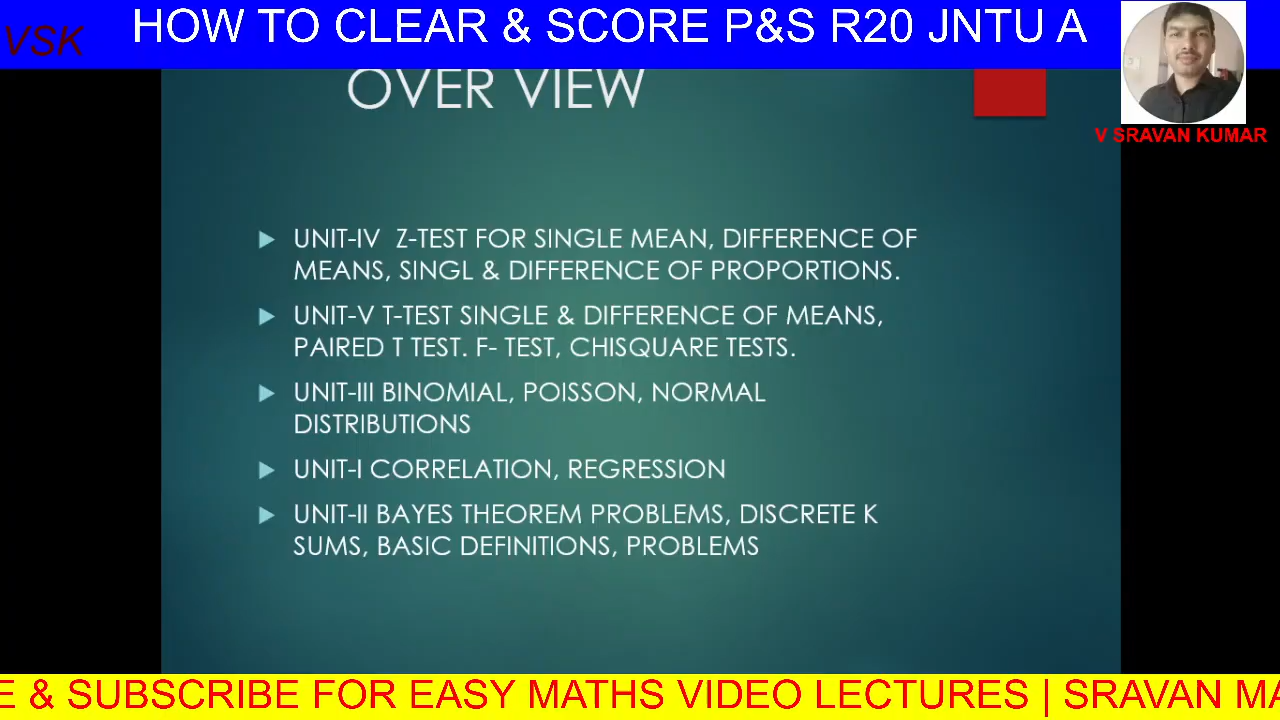 VSK
HOW TO CLEAR & SCORE P&S R20 JNTU A
V SRAVAN KUMAR
OVER VIEW
UNIT-IV Z-TEST FOR SINGLE MEAN, DIFFERENCE OF
MEANS, SINGL & DIFFERENCE OF PROPORTIONS.
UNIT-V T-TEST SINGLE & DIFFERENCE OF MEANS,
PAIRED T TEST. F- TEST, CHISQUARE TESTS.
UNIT-III BINOMIAL, POISSON, NORMAL
DISTRIBUTIONS
UNIT-I CORRELATION, REGRESSION
UNIT-II BAYES THEOREM PROBLEMS, DISCRETE K
SUMS, BASIC DEFINITIONS, PROBLEMS
E & SUBSCRIBE FOR EASY MATHS VIDEO LECTURES | SRAVAN MA